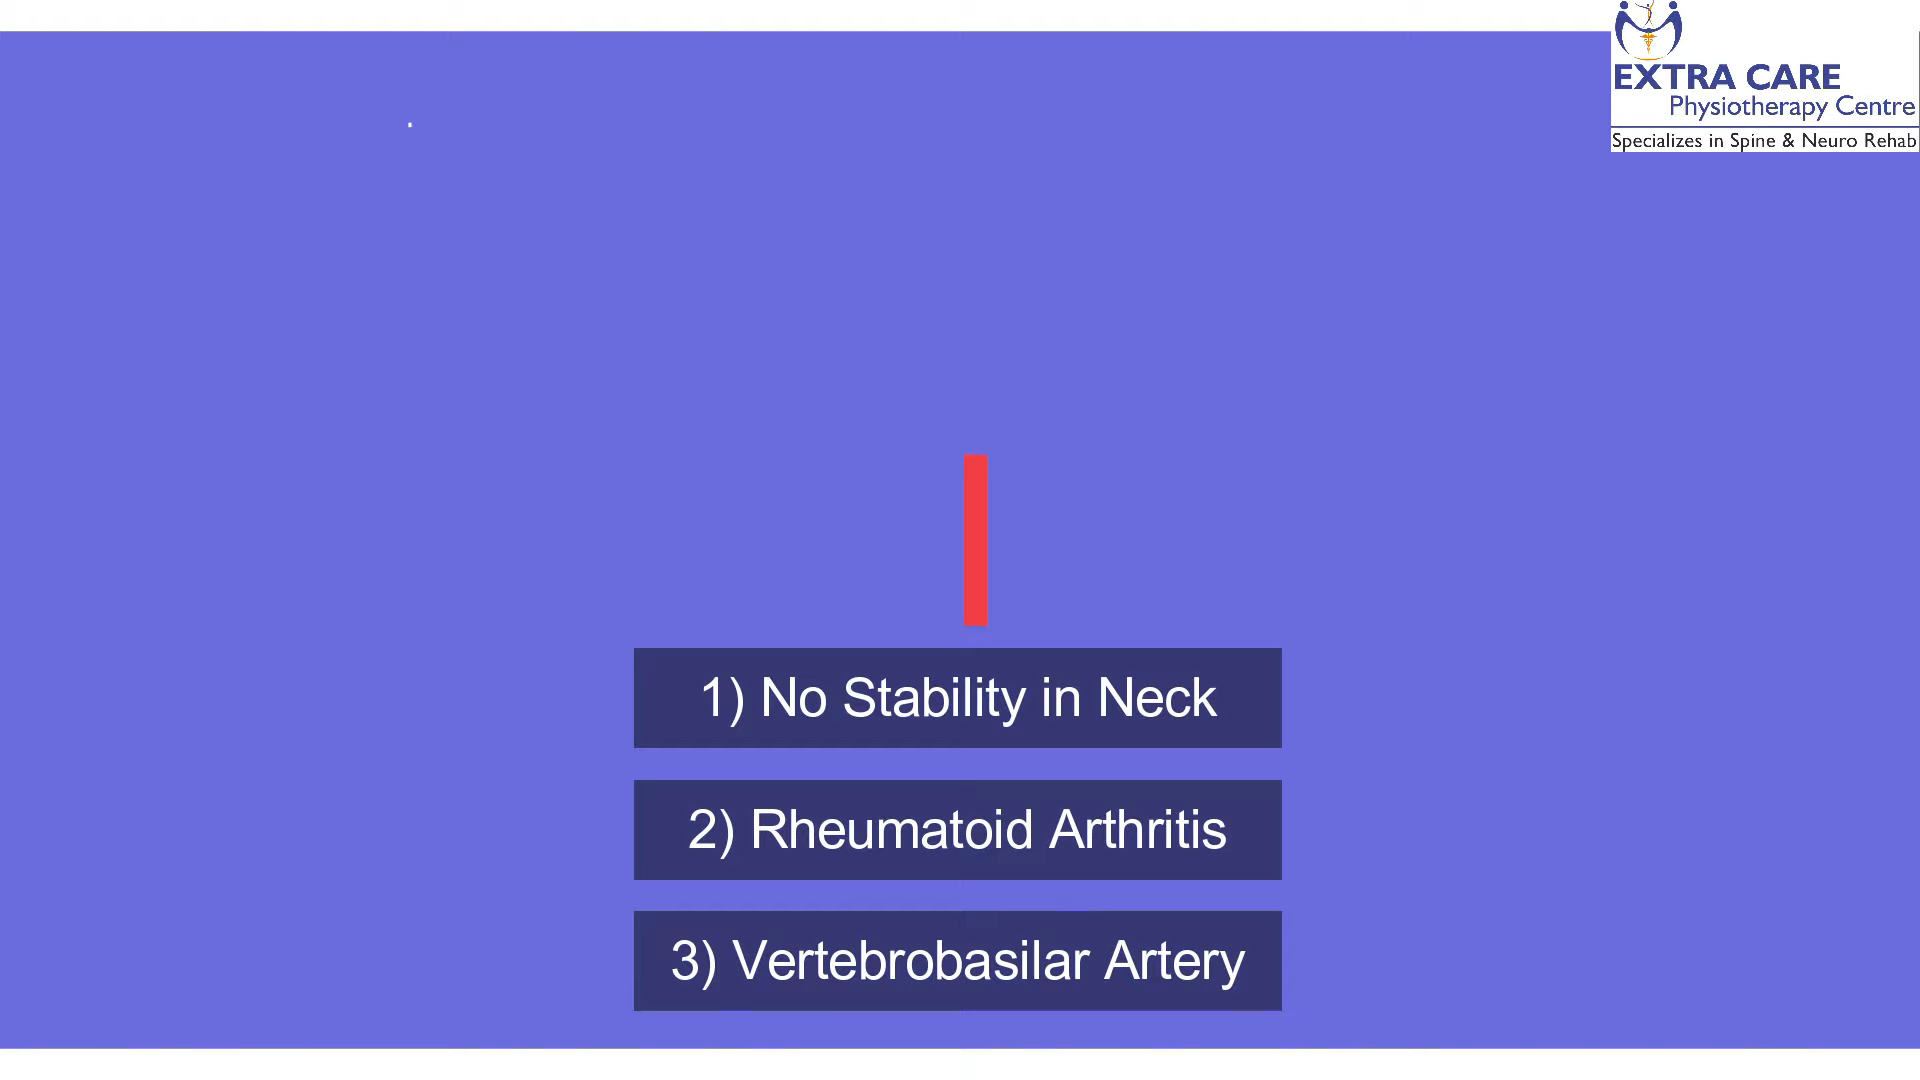 EXTRA CARE
Physiotherapy Centre
Specializes in Spine & Neuro Rehab
1) No Stability in Neck
2) Rheumatoid Arthritis
3) Vertebrobasilar Artery